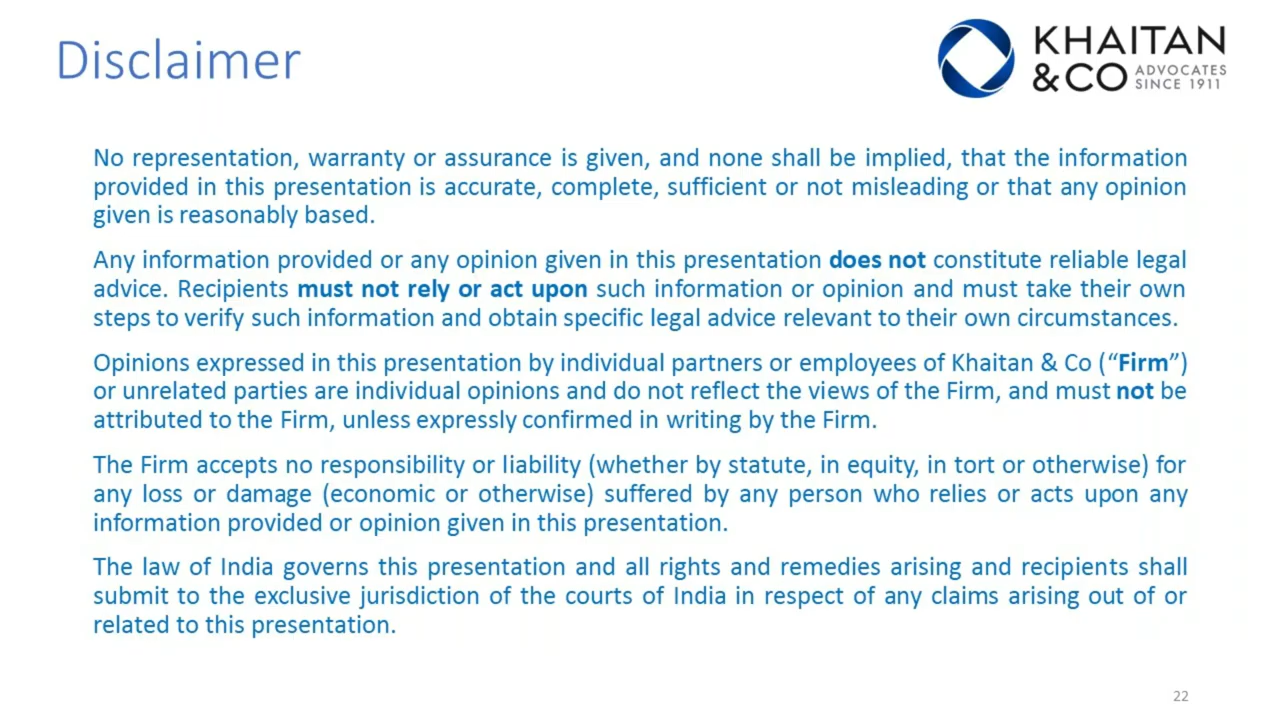 Disclaimer
KHAITAN
&CO ADVOCATES
SINCE 1911
No representation, warranty or assurance is given, and none shall be implied, that the information
provided in this presentation is accurate, complete, sufficient or not misleading or that any opinion
given is reasonably based.
Any information provided or any opinion given in this presentation does not constitute reliable legal
advice. Recipients must not rely or act upon such information or opinion and must take their own
steps to verify such information and obtain specific legal advice relevant to their own circumstances.
Opinions expressed in this presentation by individual partners or employees of Khaitan & Co (“Firm”)
or unrelated parties are individual opinions and do not reflect the views of the Firm, and must not be
attributed to the Firm, unless expressly confirmed in writing by the Firm.
The Firm accepts no responsibility or liability (whether by statute, in equity, in tort or otherwise) for
any loss or damage (economic or otherwise) suffered by any person who relies or acts upon any
information provided or opinion given in this presentation.
The law of India governs this presentation and all rights and remedies arising and recipients shall
submit to the exclusive jurisdiction of the courts of India in respect of any claims arising out of or
related to this presentation.
22